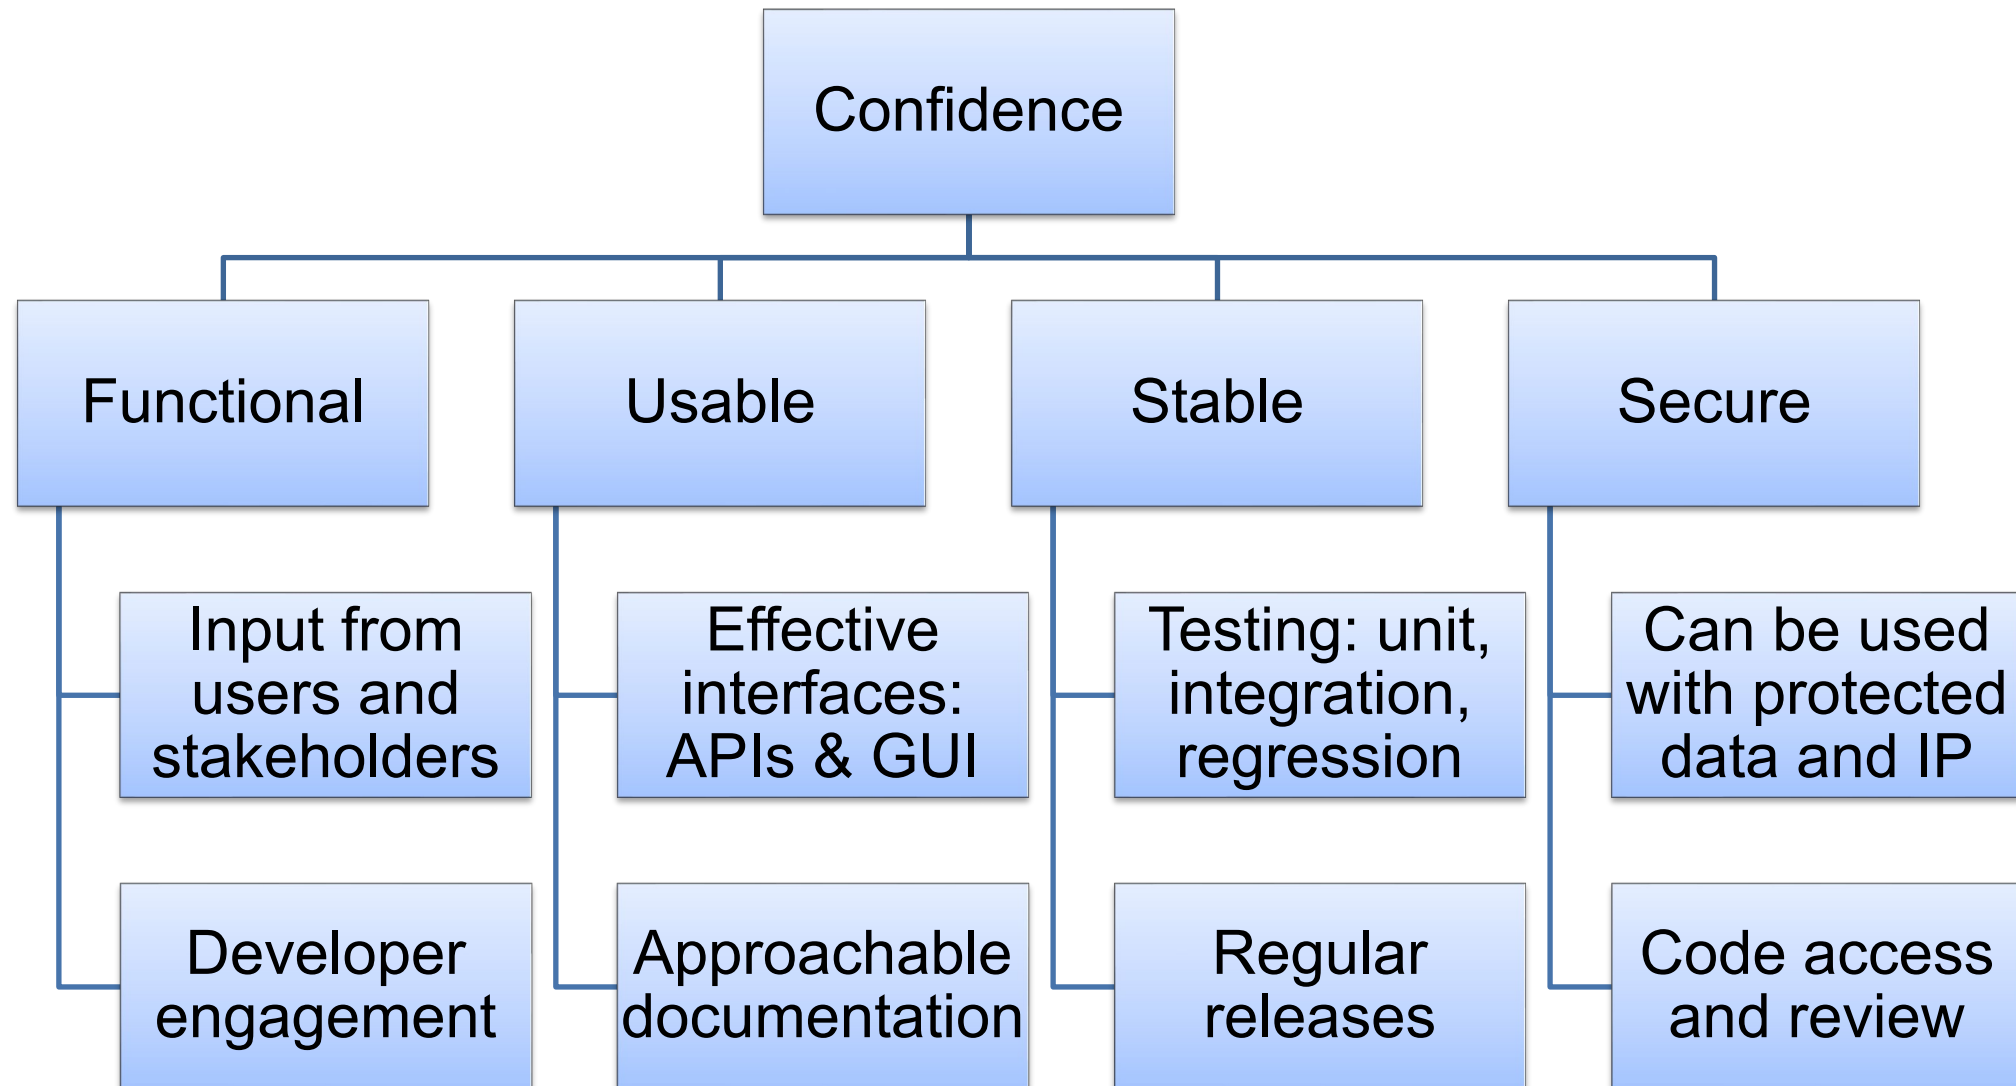 Confidence
Functional
Usable
Stable
Secure
Input from
users and
stakeholders
Effective
interfaces:
APIs & GUI
Testing: unit,
integration,
regression
Can be used
with protected
data and IP
Developer
engagement
Approachable
documentation
Regular
releases
Code access
and review